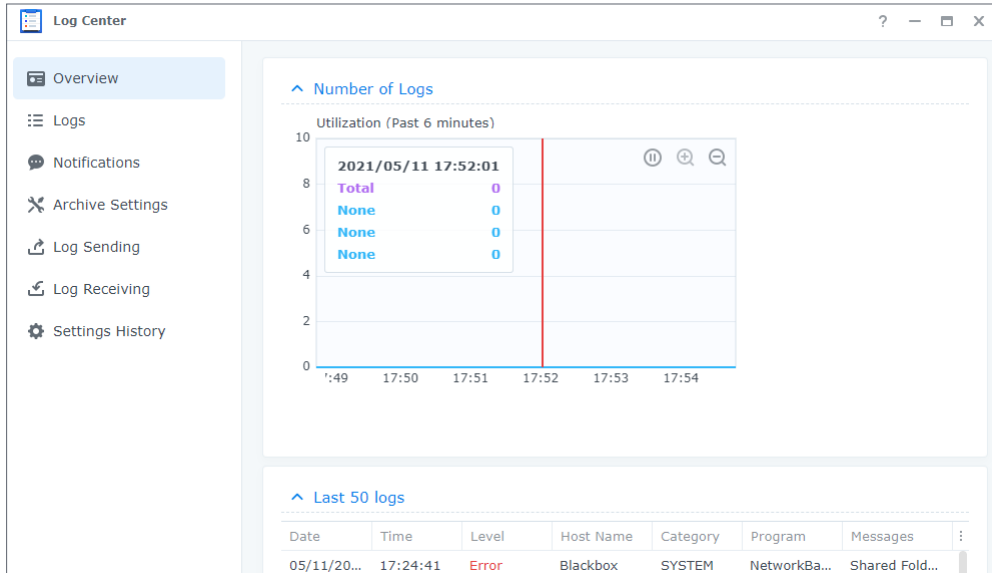 Log Center
?
Overview
Logs
Notifications
Archive Settings
Log Sending
Log Receiving
Settings History
Number of Logs
Utilization (Past 6 minutes)
10
8
6
4
2
0
2021/05/11 17:52:01
Total 0
None 0
None 0
None 0
':49 17:50 17:51 17:52 17:53 17:54
Last 50 logs
Date Time Level Host Name Category Program Messages
05/11/20... 17:24:41 Error Blackbox SYSTEM NetworkBa... Shared Fold...